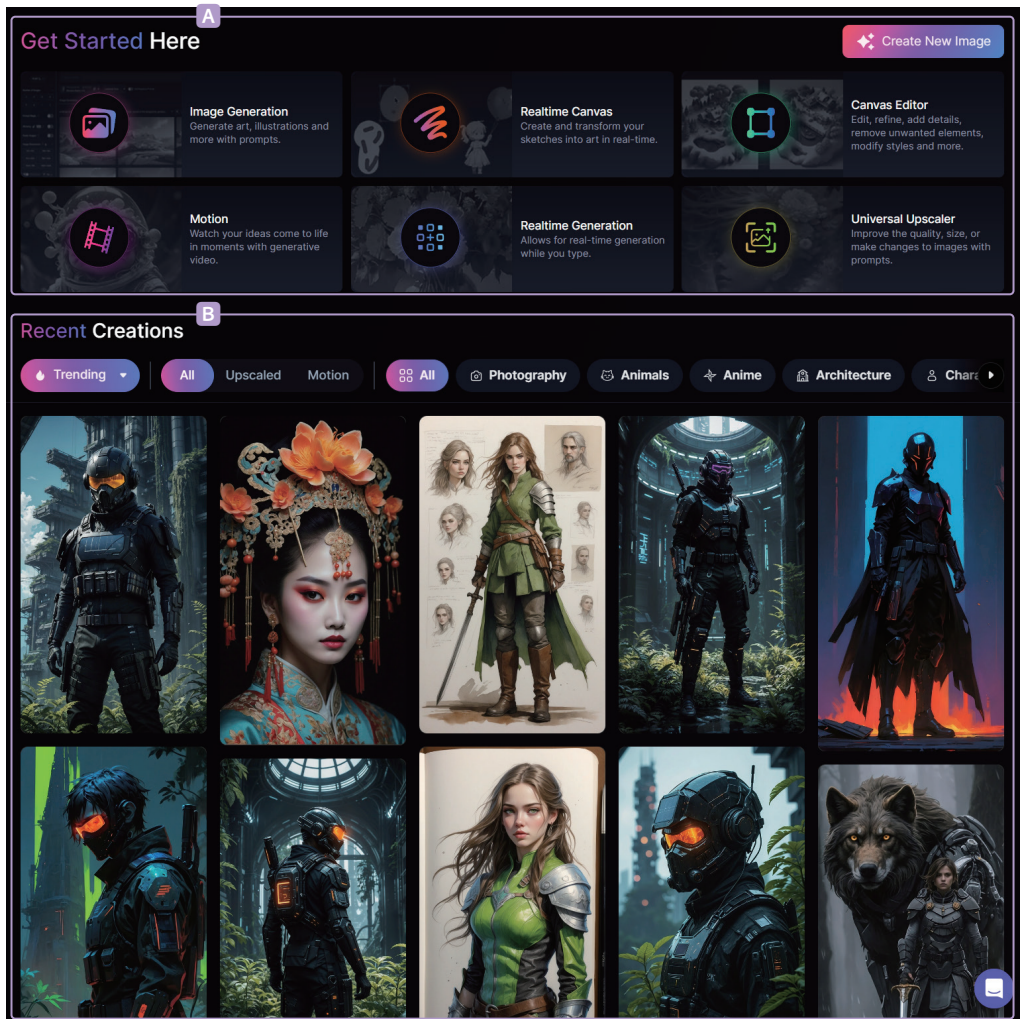 A
Get Started Here
Create New Image
Image Generation
Generate art, illustrations and
more with prompts.
Realtime Canvas
Create and transform your
sketches into art in real-time.
Canvas Editor
Edit, refine, add details,
remove unwanted elements,
modify styles and more.
Motion
Watch your ideas come to life
in moments with generative
video.
Realtime Generation
Allows for real-time generation
while you type.
Universal Upscaler
Improve the quality, size, or
make changes to images with
prompts.
B
Recent Creations
Trending
All Upscaled Motion
All Photography Animals Anime Architecture